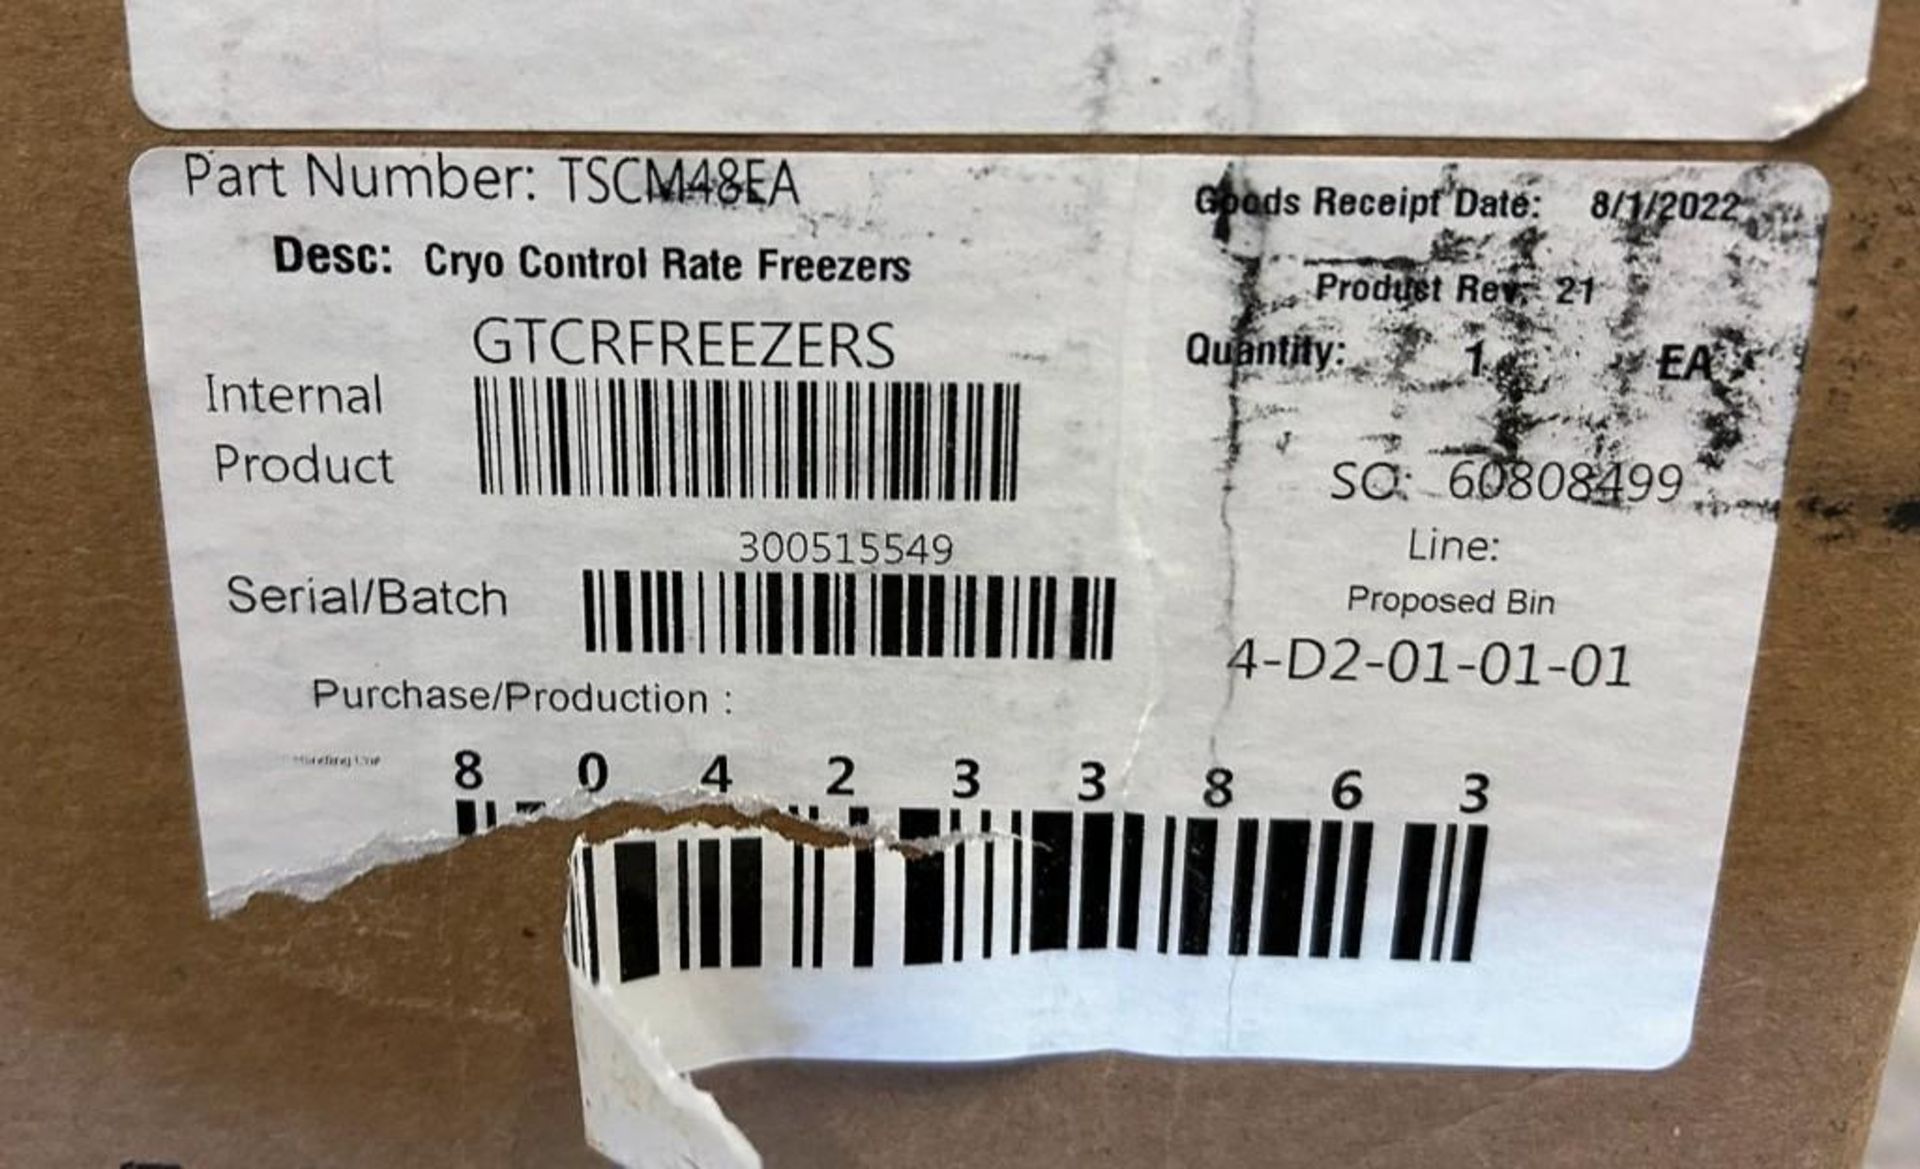 Part Number: TSCM48EA
Goods Receipt Date: 8/1/2022
Desc: Cryo Control Rate Freezers
Product Rev: 21
GTCRFREEZERS
Quantity: 1 EA
Internal
Product
SO: 60808499
300515549
Line:
Serial/Batch
Proposed Bin
4-D2-01-01-01
Purchase/Production :
8 0 4 2 3 3 8 6 3